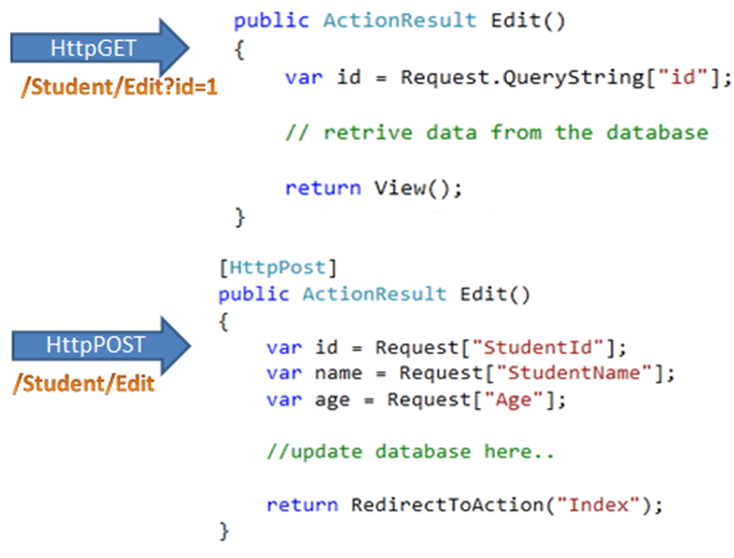 HttpGET
/Student/Edit?id=1
public ActionResult Edit()
{
var id = Request.QueryString["id"];
// retrive data from the database
return View();
}
[HttpPost]
public ActionResult Edit()
HttpPOST
/Student/Edit
{
var id = Request["StudentId"];
var name = Request["StudentName"];
var age = Request["Age"];
//update database here..
return RedirectToAction("Index");
}